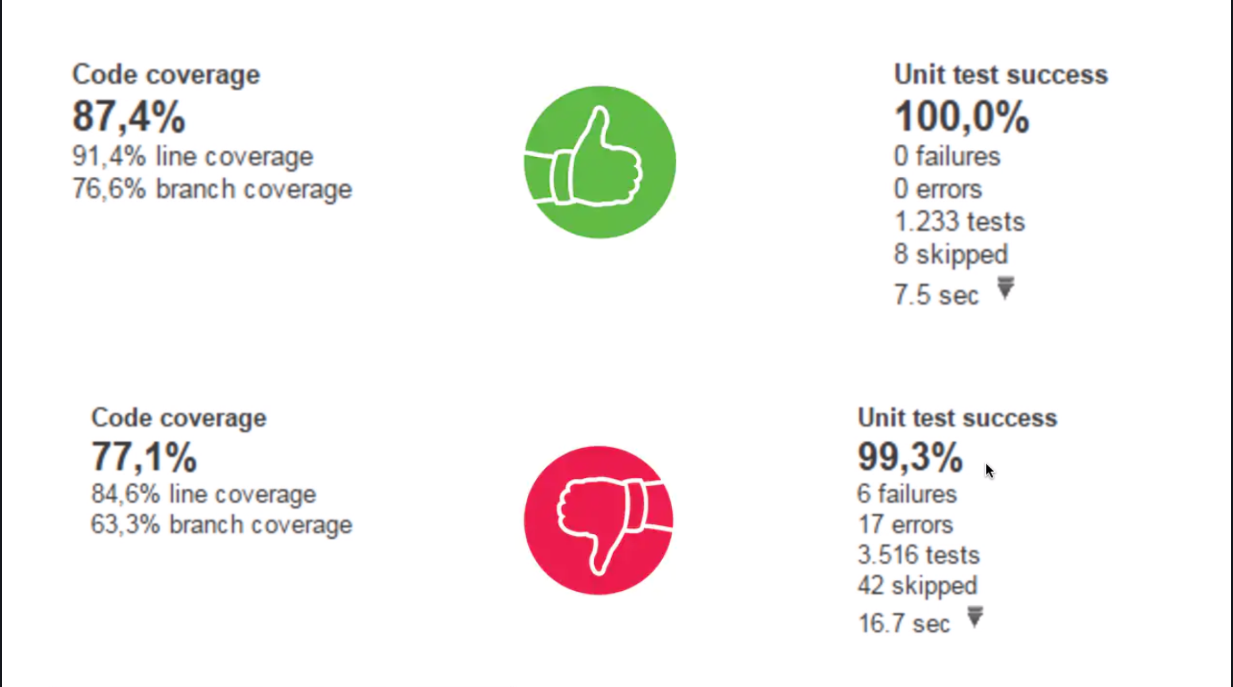 Code coverage
87,4%
91,4% line coverage
76,6% branch coverage
Unit test success
100,0%
0 failures
0 errors
1.233 tests
8 skipped
7.5 sec
Code coverage
77,1%
84,6% line coverage
63,3% branch coverage
Unit test success
99,3%
6 failures
17 errors
3.516 tests
42 skipped
16.7 sec